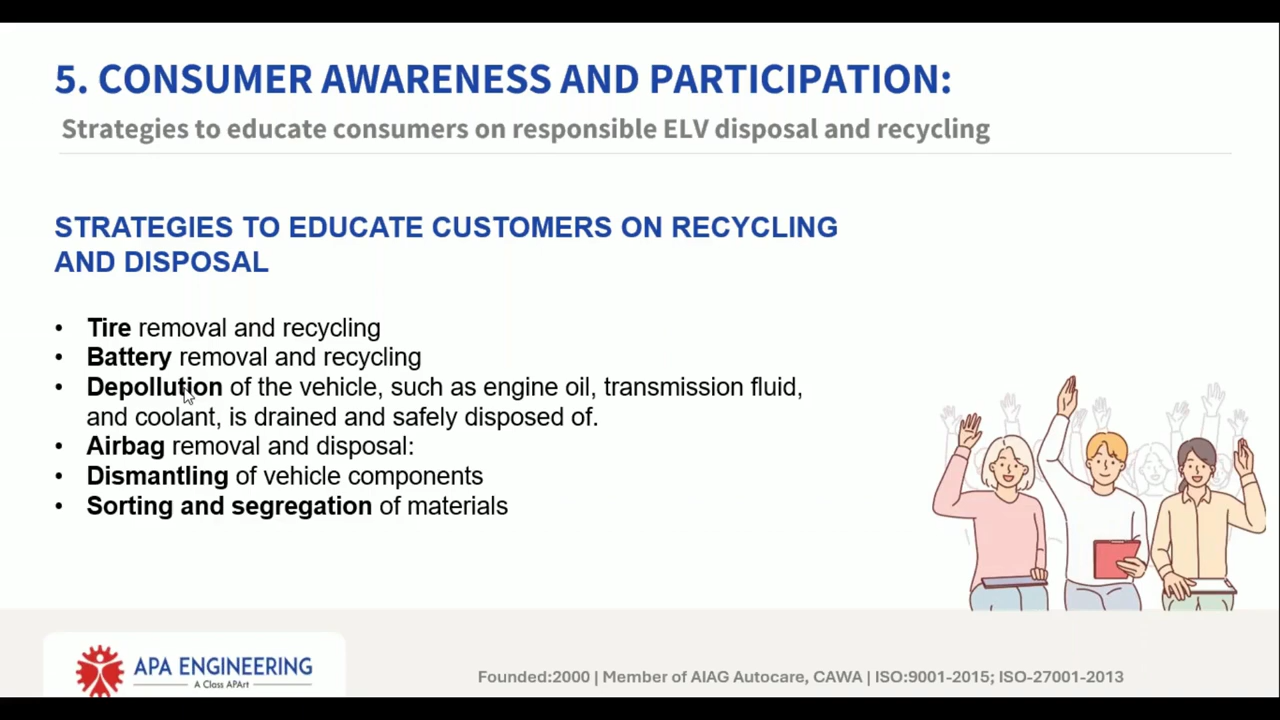 5. CONSUMER AWARENESS AND PARTICIPATION:
Strategies to educate consumers on responsible ELV disposal and recycling
STRATEGIES TO EDUCATE CUSTOMERS ON RECYCLING
AND DISPOSAL
• Tire removal and recycling
• Battery removal and recycling
• Depollution of the vehicle, such as engine oil, transmission fluid,
and coolant, is drained and safely disposed of.
• Airbag removal and disposal:
• Dismantling of vehicle components
• Sorting and segregation of materials
APA ENGINEERING
A Class APArt
Founded:2000 | Member of AIAG Autocare, CAWA | ISO:9001-2015; ISO-27001-2013